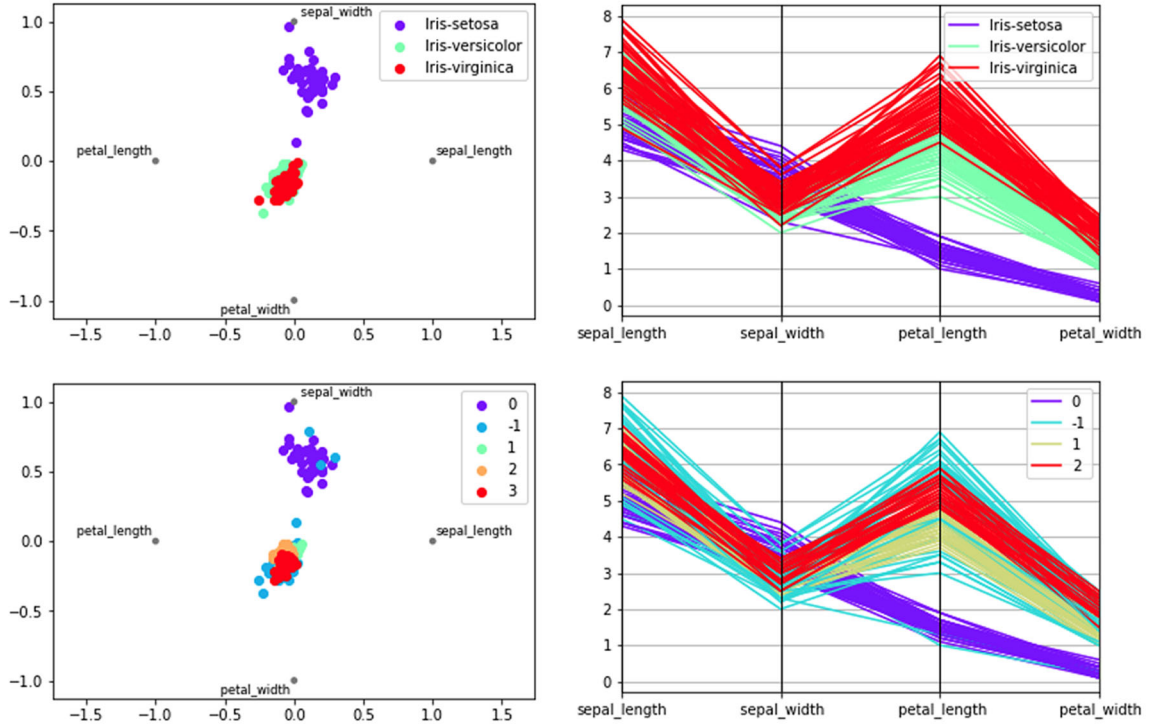 sepal_width
Iris-setosa
Iris-versicolor
Iris-virginica
petal_length
sepal_length
petal_width
1.0
0.5
0.0
−0.5
−1.0
−1.5 −1.0 −0.5 0.0 0.5 1.0 1.5
Iris-setosa
Iris-versicolor
Iris-virginica
8
7
6
5
4
3
2
1
0
sepal_length sepal_width petal_length petal_width
sepal_width
0
-1
1
2
3
petal_length
sepal_length
petal_width
1.0
0.5
0.0
−0.5
−1.0
−1.5 −1.0 −0.5 0.0 0.5 1.0 1.5
0
-1
1
2
8
7
6
5
4
3
2
1
0
sepal_length sepal_width petal_length petal_width